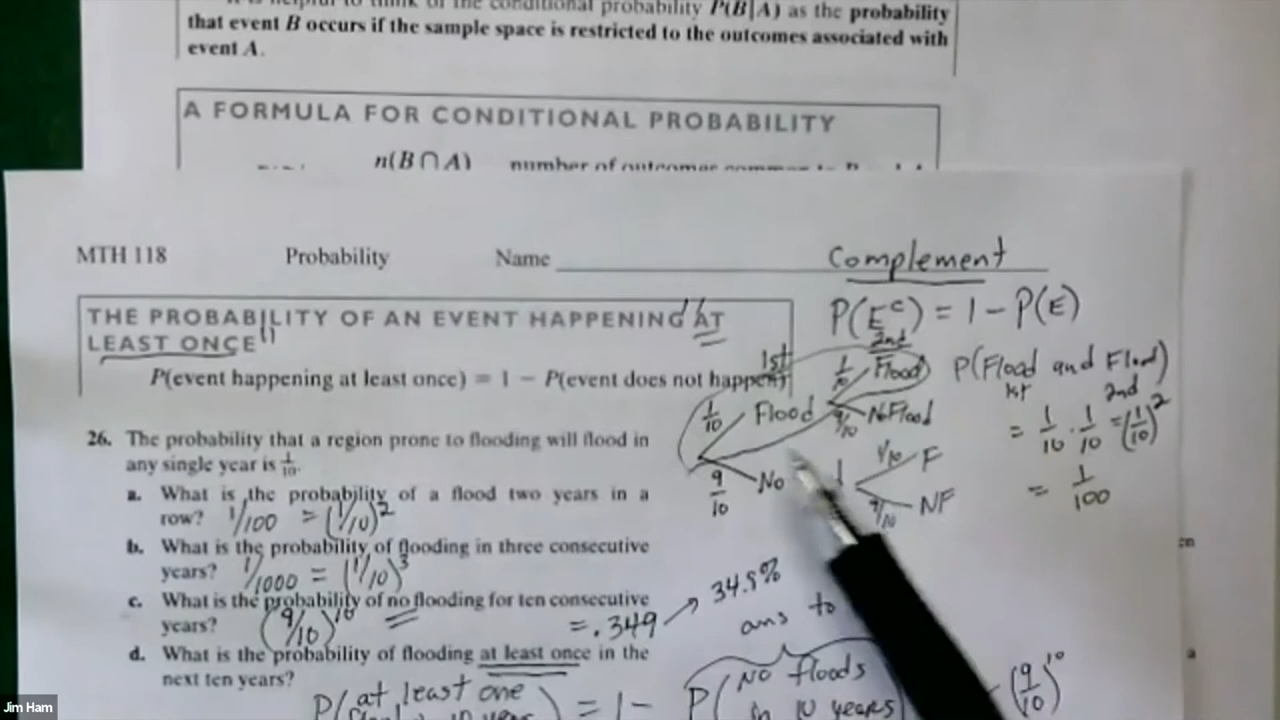 the conditional probability P(B|A) as the probability
that event B occurs if the sample space is restricted to the outcomes associated with
event A.
A FORMULA FOR CONDITIONAL PROBABILITY
n(B∩A) number of outcomes
MTH 118 Probability Name
Complement
P(E^c) = 1 - P(E)
THE PROBABILITY OF AN EVENT HAPPENING "AT
LEAST ONCE"
P(event happening at least once) = 1 − P(event does not happen)
1st
2nd
1/10 Flood
1/10 Flood
9/10 No Flood
9/10 No
1/10 F
9/10 NF
P(Flood and Flood)
1st 2nd
= 1/10 · 1/10 = (1/10)^2
= 1/100
26. The probability that a region prone to flooding will flood in
any single year is 1/10.
a. What is the probability of a flood two years in a
row? 1/100 = (1/10)^2
b. What is the probability of flooding in three consecutive
years? 1/1000 = (1/10)^3
c. What is the probability of no flooding for ten consecutive
years? (9/10)^10 = .349 → 34.9%
ans to
d. What is the probability of flooding at least once in the
next ten years?
P(at least one ) = 1 - P(No floods
in 10 years
(9/10)^10
Jim Ham